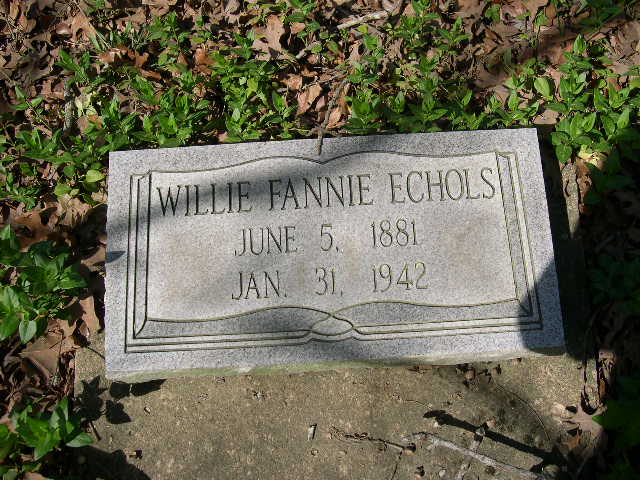 WILLIE FANNIE ECHOLS
JUNE 5, 1881
JAN. 31, 1942